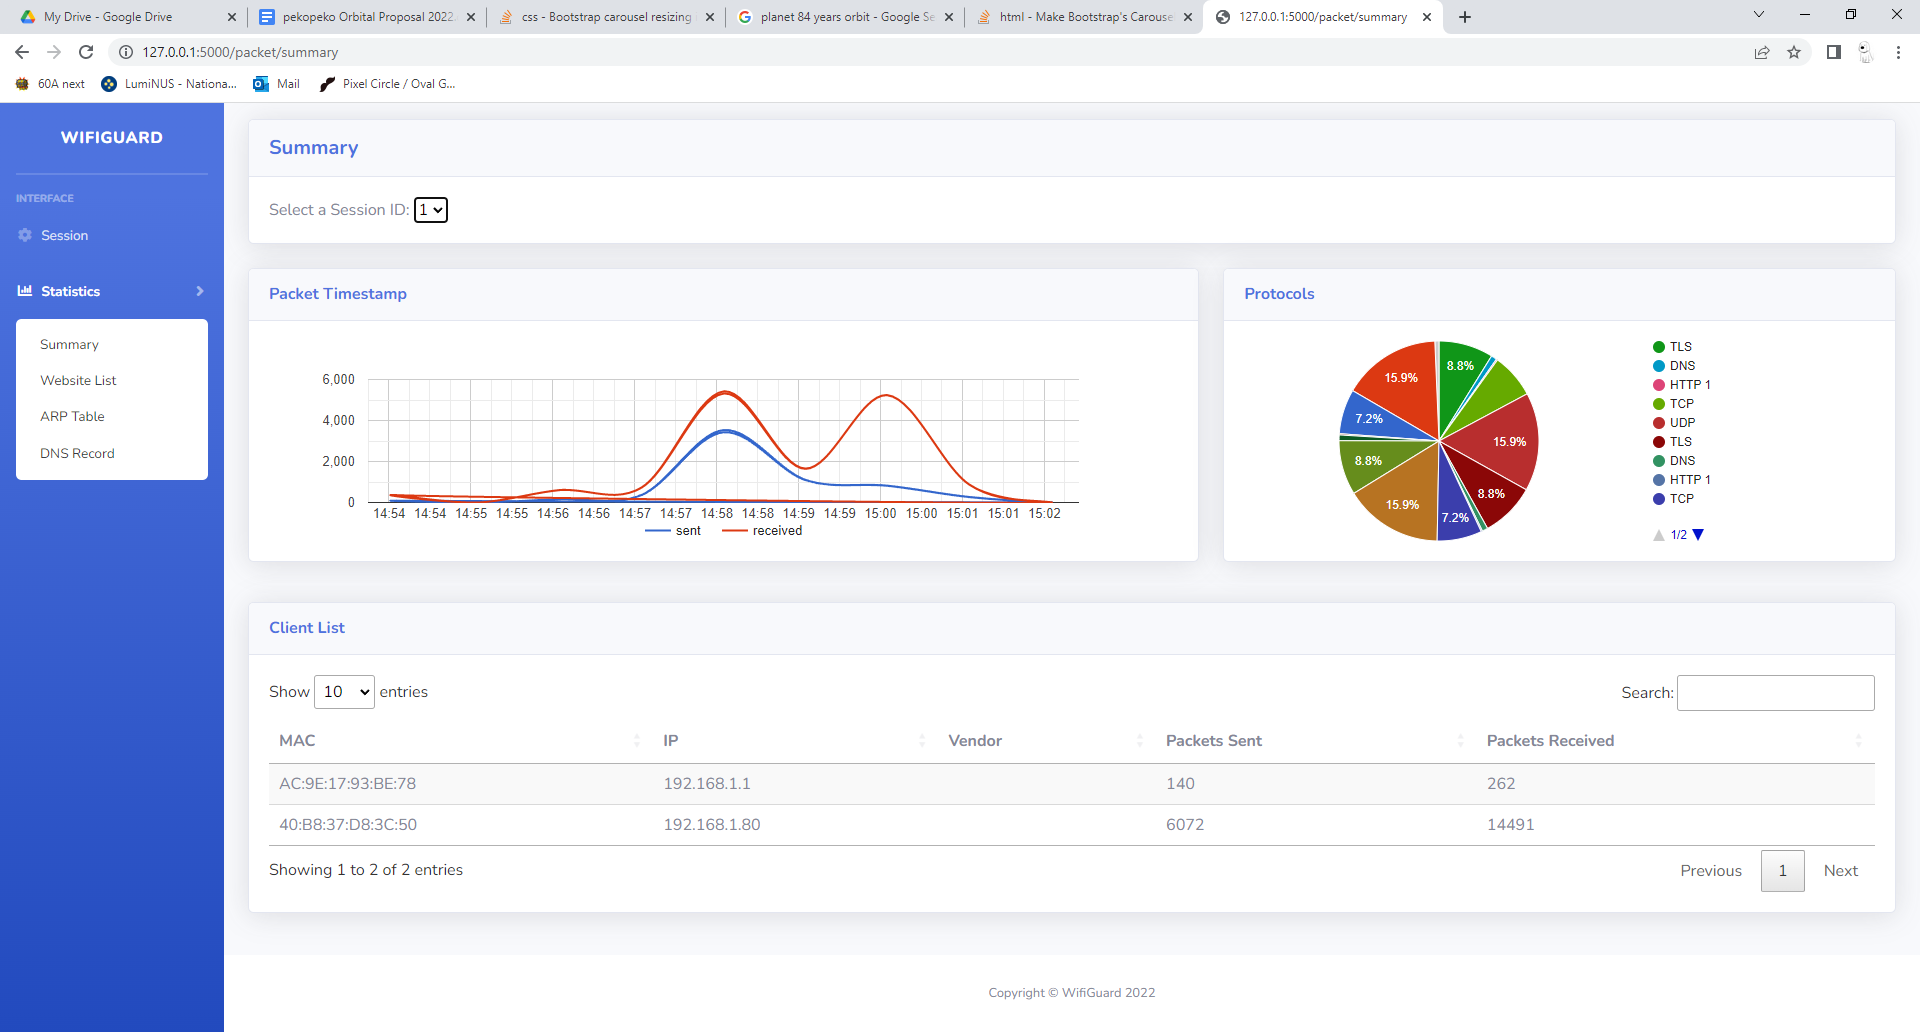 My Drive - Google Drive
pekopeko Orbital Proposal 2022
css - Bootstrap carousel resizing
planet 84 years orbit - Google Se
html - Make Bootstrap's Carouse
127.0.0.1:5000/packet/summary
127.0.0.1:5000/packet/summary
60A next
LumiNUS - Nationa...
Mail
Pixel Circle / Oval G...
WIFIGUARD
INTERFACE
Session
Statistics
Summary
Website List
ARP Table
DNS Record
Summary
Select a Session ID: 1
Packet Timestamp
6,000
4,000
2,000
0
14:54 14:54 14:55 14:55 14:56 14:56 14:57 14:57 14:58 14:58 14:59 14:59 15:00 15:00 15:01 15:01 15:02
sent received
Protocols
8.8%
15.9%
8.8%
7.2%
15.9%
8.8%
7.2%
15.9%
TLS
DNS
HTTP 1
TCP
UDP
TLS
DNS
HTTP 1
TCP
1/2
Client List
Show 10 entries
Search:
MAC IP Vendor Packets Sent Packets Received
AC:9E:17:93:BE:78 192.168.1.1 140 262
40:B8:37:D8:3C:50 192.168.1.80 6072 14491
Showing 1 to 2 of 2 entries
Previous 1 Next
Copyright © WifiGuard 2022